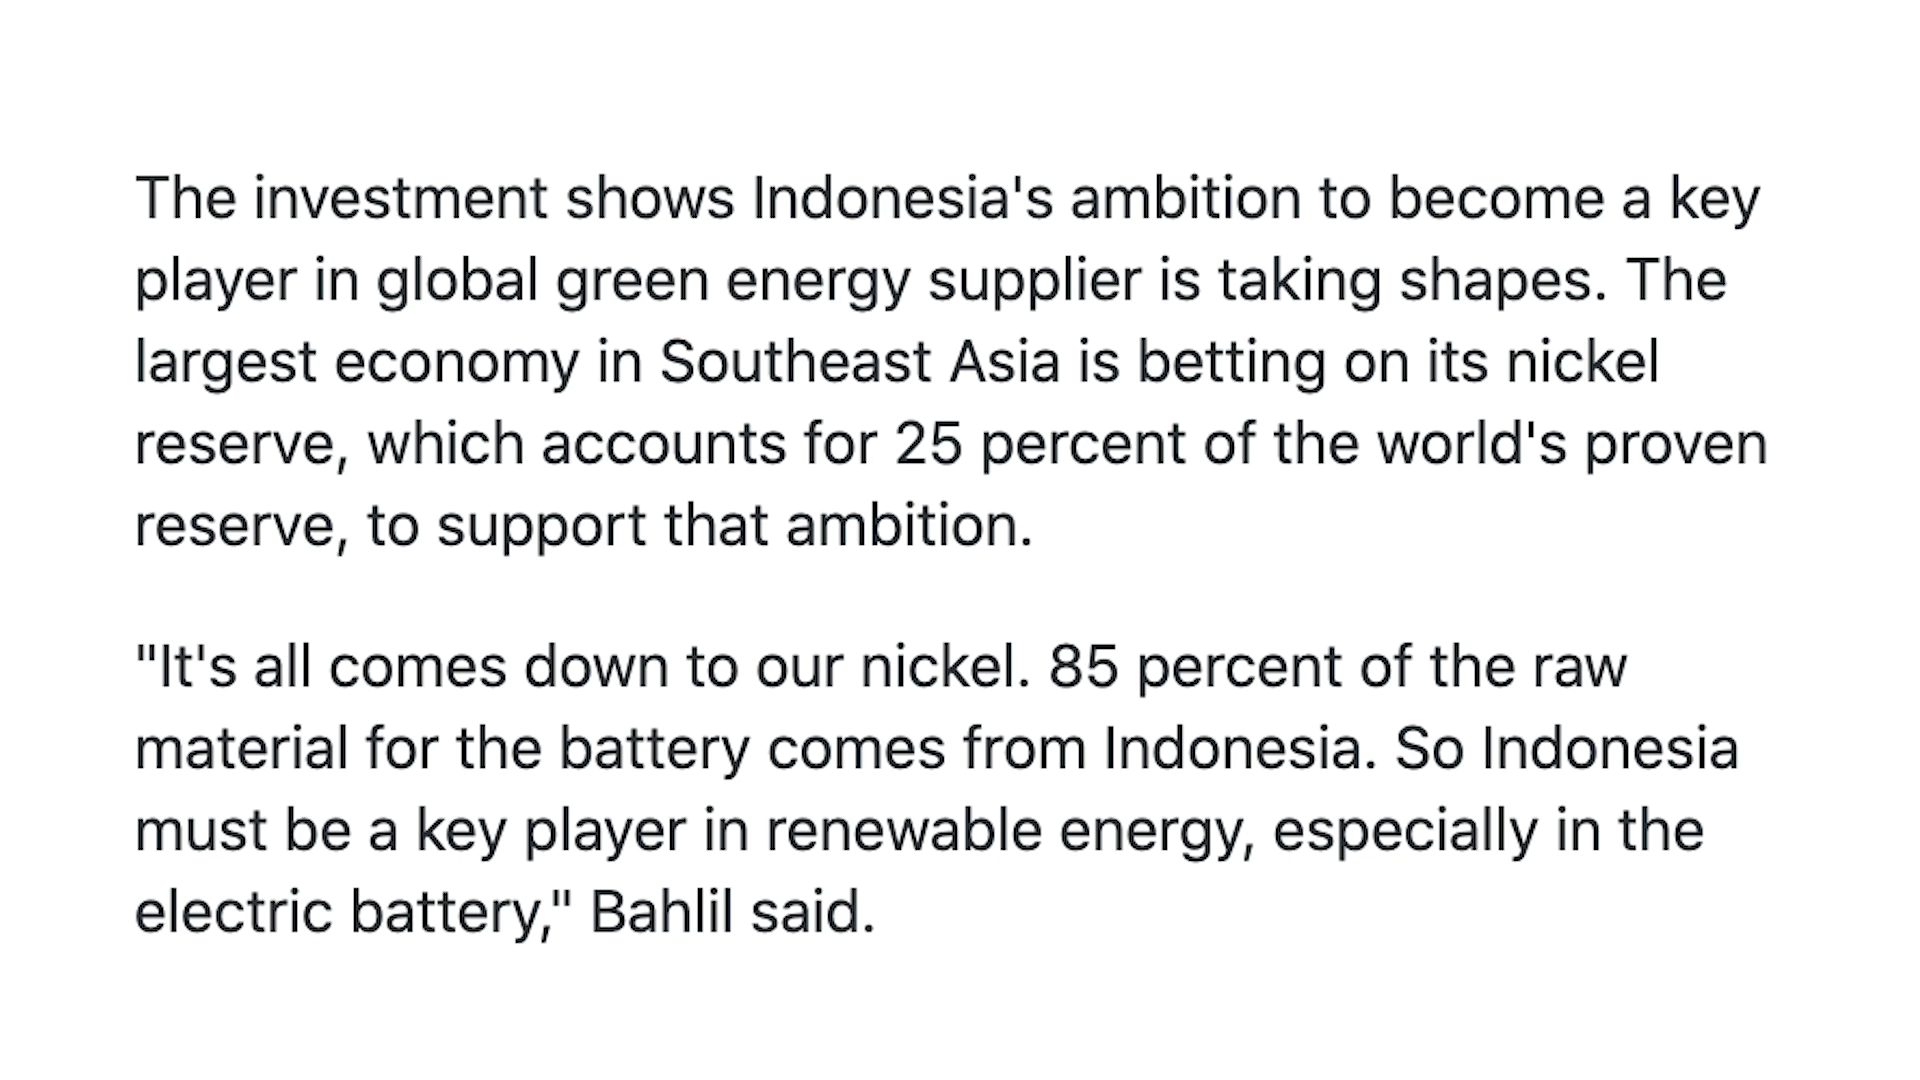 The investment shows Indonesia's ambition to become a key
player in global green energy supplier is taking shapes. The
largest economy in Southeast Asia is betting on its nickel
reserve, which accounts for 25 percent of the world's proven
reserve, to support that ambition.
"It's all comes down to our nickel. 85 percent of the raw
material for the battery comes from Indonesia. So Indonesia
must be a key player in renewable energy, especially in the
electric battery," Bahlil said.